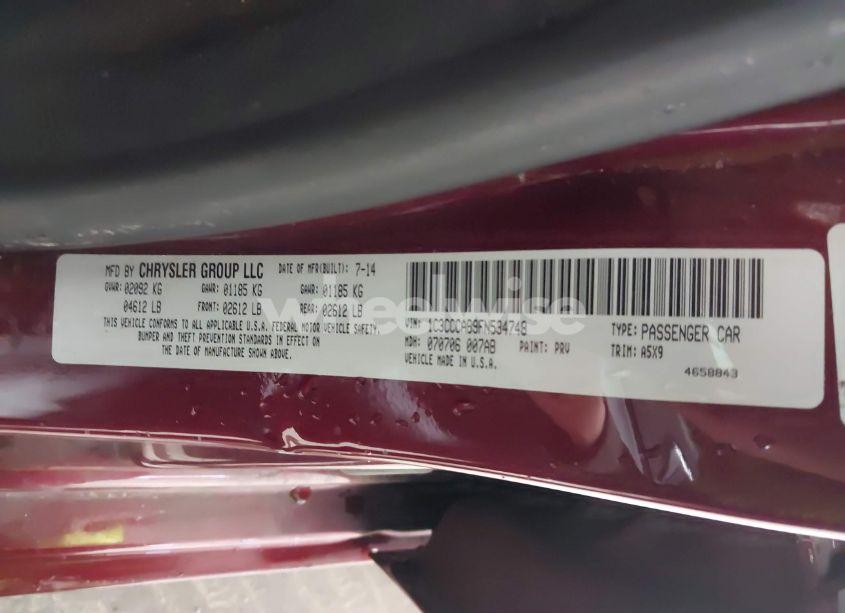 MFD BY CHRYSLER GROUP LLC DATE OF MFR(BUILT): 7-14
GVWR: 02092 KG GAWR: 01185 KG GAWR: 01185 KG
04612 LB FRONT: 02612 LB REAR: 02612 LB
THIS VEHICLE CONFORMS TO ALL APPLICABLE U.S.A. FEDERAL MOTOR VEHICLE SAFETY,
BUMPER AND THEFT PREVENTION STANDARDS IN EFFECT ON
THE DATE OF MANUFACTURE SHOWN ABOVE.
VIN: 1C3CCCAB9FN534748 TYPE: PASSENGER CAR
MDH: 070706 007AB PAINT: PRV TRIM: A5X9
VEHICLE MADE IN U.S.A.
4658843
wheelwise